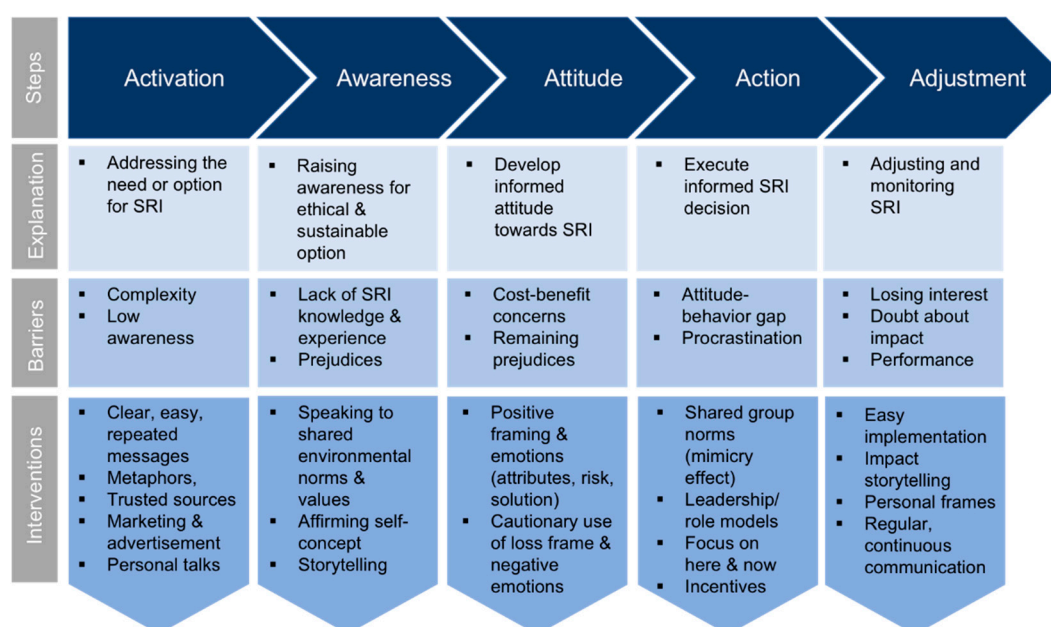 Steps
Activation
Awareness
Attitude
Action
Adjustment
Explanation
▪ Addressing the
need or option
for SRI
▪ Raising
awareness for
ethical &
sustainable
option
▪ Develop
informed
attitude
towards SRI
▪ Execute
informed SRI
decision
▪ Adjusting and
monitoring
SRI
Barriers
▪ Complexity
▪ Low
awareness
▪ Lack of SRI
knowledge &
experience
▪ Prejudices
▪ Cost-benefit
concerns
▪ Remaining
prejudices
▪ Attitude-
behavior gap
▪ Procrastination
▪ Losing interest
▪ Doubt about
impact
▪ Performance
Interventions
▪ Clear, easy,
repeated
messages
▪ Metaphors,
▪ Trusted sources
▪ Marketing &
advertisement
▪ Personal talks
▪ Speaking to
shared
environmental
norms &
values
▪ Affirming self-
concept
▪ Storytelling
▪ Positive
framing &
emotions
(attributes, risk,
solution)
▪ Cautionary use
of loss frame &
negative
emotions
▪ Shared group
norms
(mimicry
effect)
▪ Leadership/
role models
▪ Focus on
here & now
▪ Incentives
▪ Easy
implementation
▪ Impact
storytelling
▪ Personal frames
▪ Regular,
continuous
communication